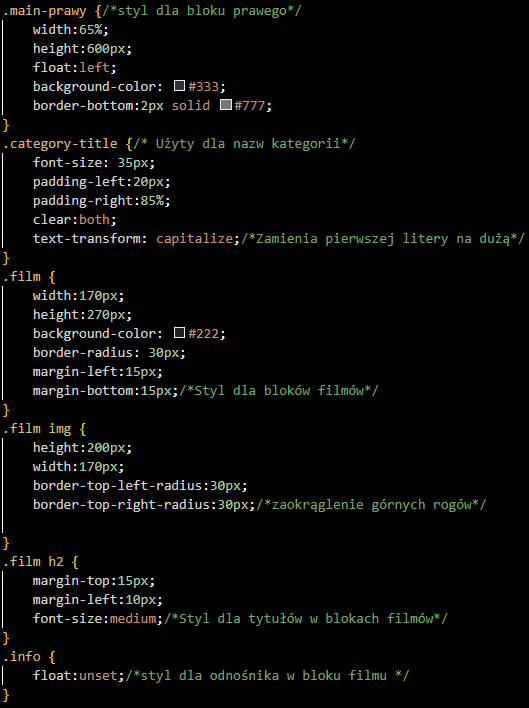 .main-prawy {/*styl dla bloku prawego*/
    width:65%;
    height:600px;
    float:left;
    background-color: #333;
    border-bottom:2px solid #777;
}
.category-title {/* Użyty dla nazw kategorii*/
    font-size: 35px;
    padding-left:20px;
    padding-right:85%;
    clear:both;
    text-transform: capitalize;/*Zamienia pierwszej litery na dużą*/
}
.film {
    width:170px;
    height:270px;
    background-color: #222;
    border-radius: 30px;
    margin-left:15px;
    margin-bottom:15px;/*Styl dla bloków filmów*/
}
.film img {
    height:200px;
    width:170px;
    border-top-left-radius:30px;
    border-top-right-radius:30px;/*zaokrąglenie górnych rogów*/

}
.film h2 {
    margin-top:15px;
    margin-left:10px;
    font-size:medium;/*Styl dla tytułów w blokach filmów*/
}
.info {
    float:unset;/*styl dla odnośnika w bloku filmu */
}